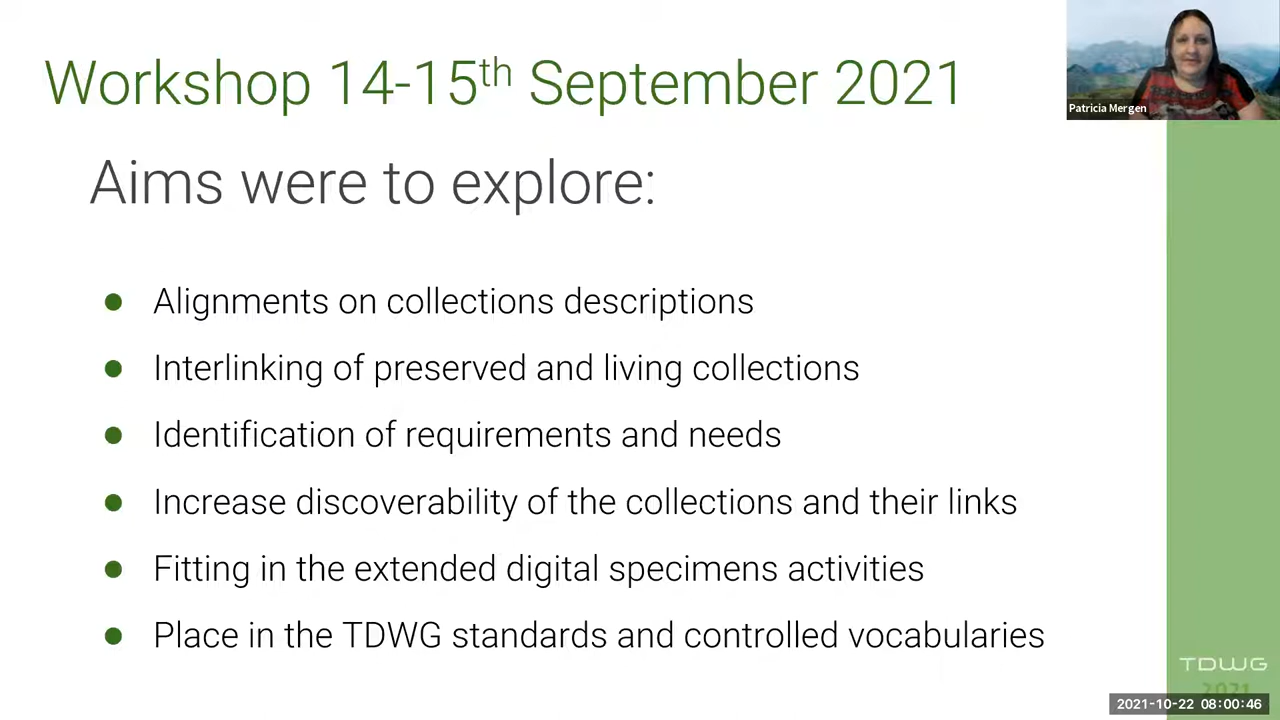 Workshop 14-15th September 2021
Patricia Mergen
Aims were to explore:
Alignments on collections descriptions
Interlinking of preserved and living collections
Identification of requirements and needs
Increase discoverability of the collections and their links
Fitting in the extended digital specimens activities
Place in the TDWG standards and controlled vocabularies
TDWG
2021
2021-10-22 08:00:46